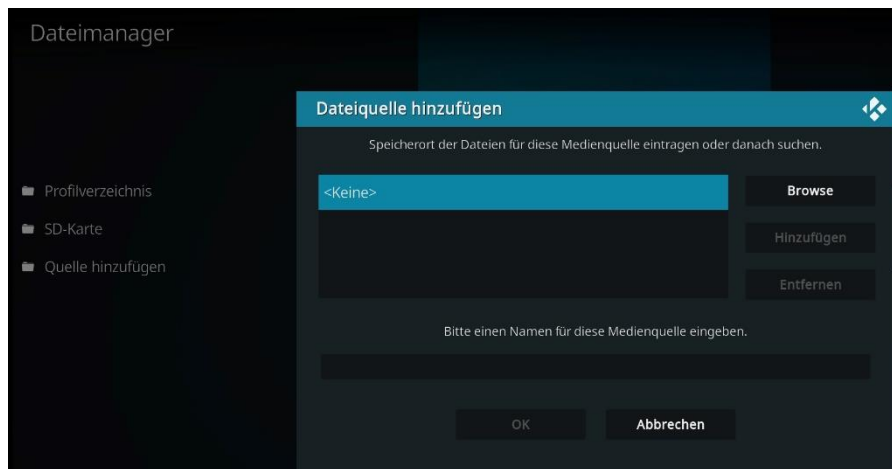 Dateimanager
Dateiquelle hinzufügen
Speicherort der Dateien für diese Medienquelle eintragen oder danach suchen.
Profilverzeichnis
SD-Karte
Quelle hinzufügen
<Keine>
Browse
Hinzufügen
Entfernen
Bitte einen Namen für diese Medienquelle eingeben.
OK
Abbrechen